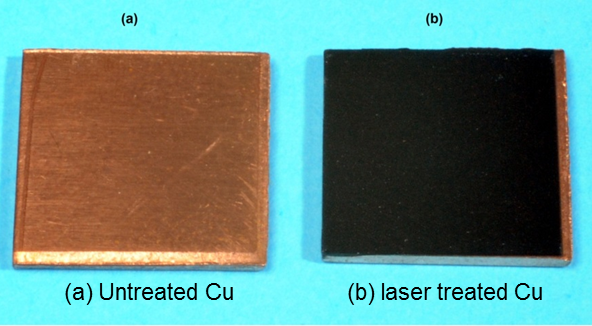 (a)
(b)
(a) Untreated Cu
(b) laser treated Cu